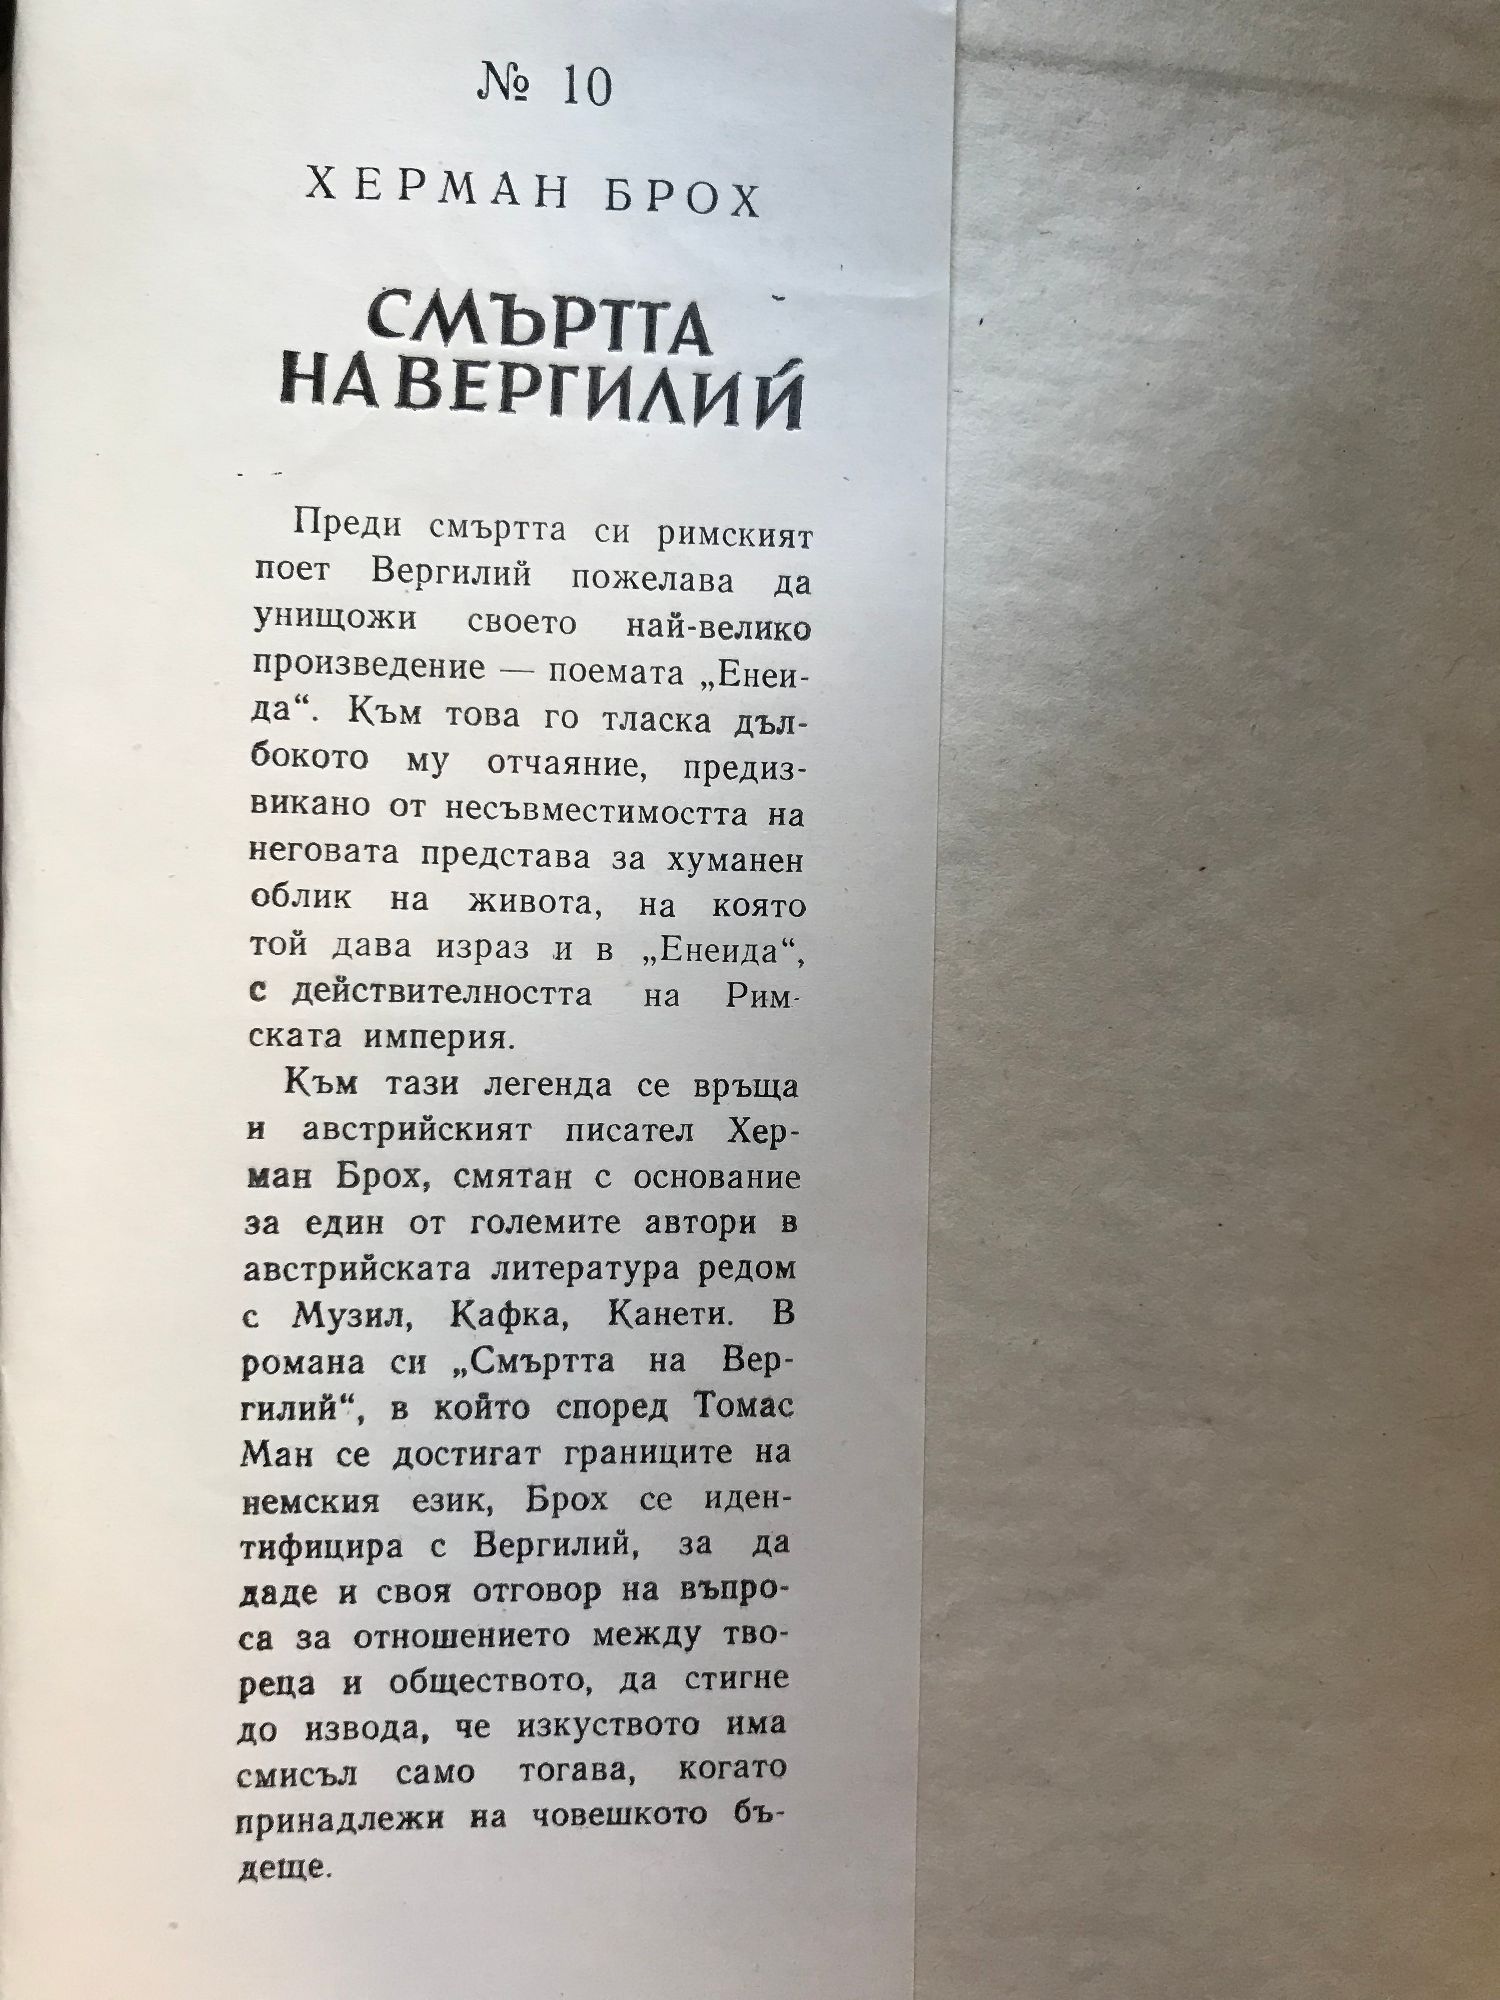 № 10
ХЕРМАН БРОХ
СМЪРТТА
НА ВЕРГИЛИЙ
Преди смъртта си римският
поет Вергилий пожелава да
унищожи своето най-велико
произведение — поемата „Енеи-
да“. Към това го тласка дъл-
бокото му отчаяние, предиз-
викано от несъвместимостта на
неговата представа за хуманен
облик на живота, на която
той дава израз и в „Енеида“,
с действителността на Рим-
ската империя.
Към тази легенда се връща
и австрийският писател Хер-
ман Брох, смятан с основание
за един от големите автори в
австрийската литература редом
с Музил, Кафка, Канети. В
романа си „Смъртта на Вер-
гилий“, в който според Томас
Ман се достигат границите на
немския език, Брох се иден-
тифицира с Вергилий, за да
даде и своя отговор на въпро-
са за отношението между тво-
реца и обществото, да стигне
до извода, че изкуството има
смисъл само тогава, когато
принадлежи на човешкото бъ-
деще.